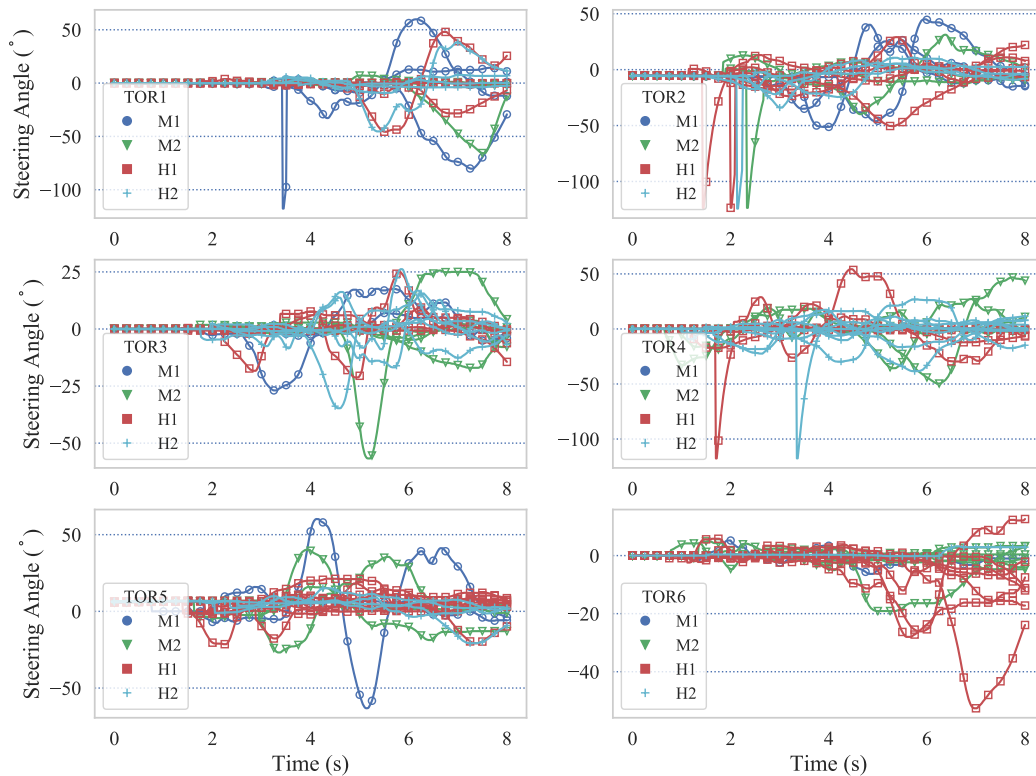 Steering Angle (°)
50
0
−50
−100
TOR1
M1
M2
H1
H2
0 2 4 6 8
50
0
−50
−100
TOR2
M1
M2
H1
H2
0 2 4 6 8
Steering Angle (°)
25
0
−25
−50
TOR3
M1
M2
H1
H2
0 2 4 6 8
50
0
−50
−100
TOR4
M1
M2
H1
H2
0 2 4 6 8
Steering Angle (°)
50
0
−50
TOR5
M1
M2
H1
H2
0 2 4 6 8
Time (s)
0
−20
−40
TOR6
M1
M2
H1
H2
0 2 4 6 8
Time (s)